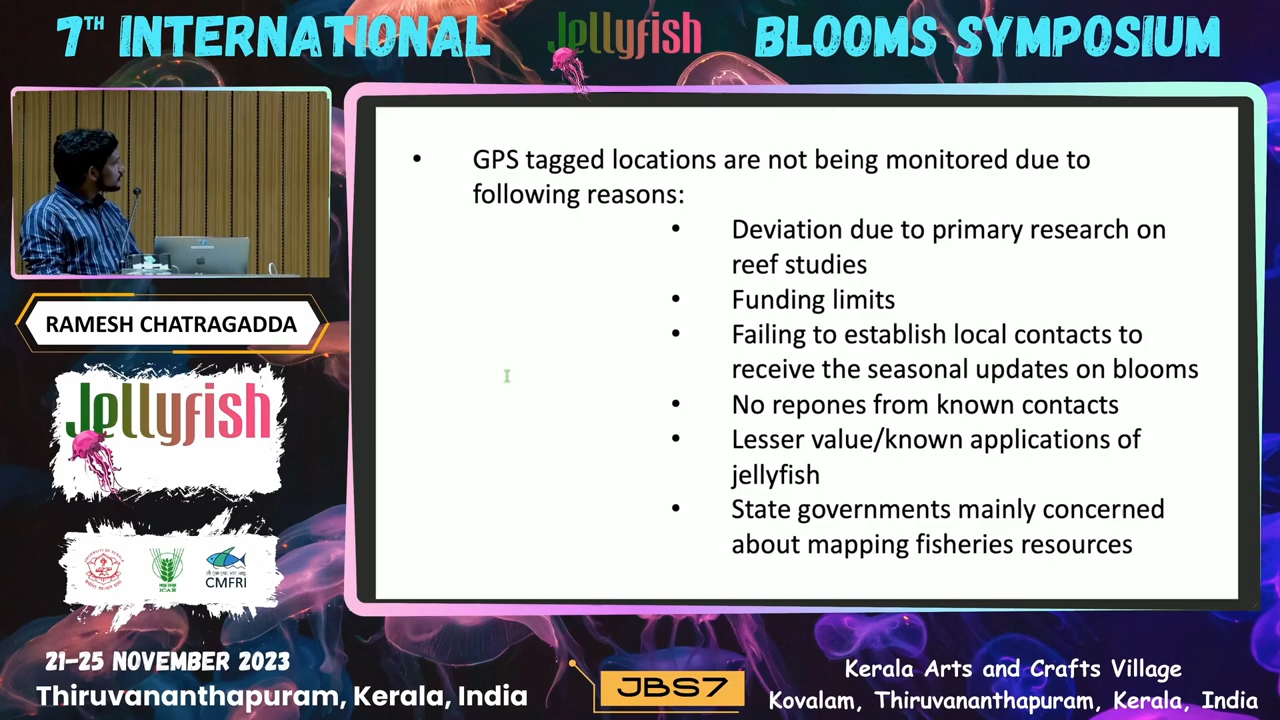 7TH INTERNATIONAL Jellyfish BLOOMS SYMPOSIUM
• GPS tagged locations are not being monitored due to
following reasons:
• Deviation due to primary research on
reef studies
• Funding limits
• Failing to establish local contacts to
receive the seasonal updates on blooms
• No repones from known contacts
• Lesser value/known applications of
jellyfish
• State governments mainly concerned
about mapping fisheries resources
RAMESH CHATRAGADDA
Jellyfish
ICAR
CMFRI
21-25 NOVEMBER 2023
Thiruvananthapuram, Kerala, India
JBS7
Kerala Arts and Crafts Village
Kovalam, Thiruvananthapuram, Kerala, India